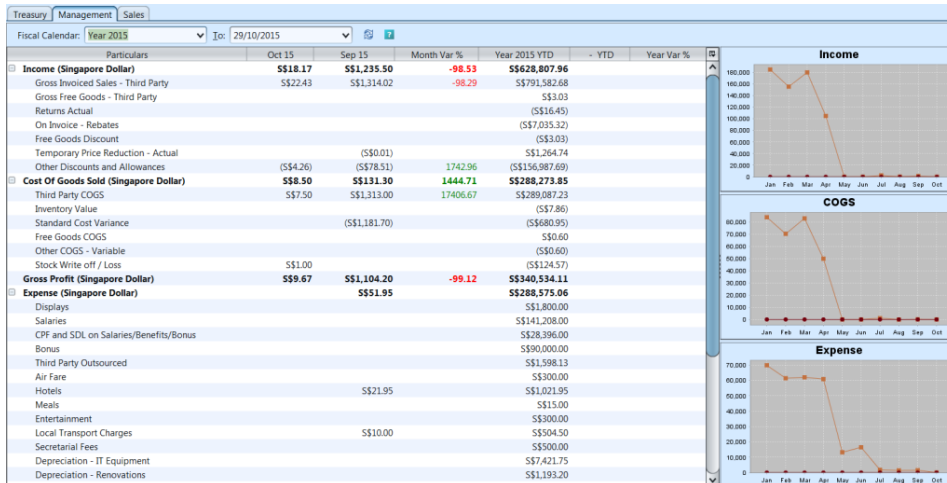 Treasury Management Sales
Fiscal Calendar: Year 2015 To: 29/10/2015
Particulars Oct 15 Sep 15 Month Var % Year 2015 YTD - YTD Year Var %
Income (Singapore Dollar) S$18.17 S$1,235.50 -98.53 S$628,807.96
Gross Invoiced Sales - Third Party S$22.43 S$1,314.02 -98.29 S$791,582.68
Gross Free Goods - Third Party S$3.03
Returns Actual (S$16.45)
On Invoice - Rebates (S$7,035.32)
Free Goods Discount (S$3.03)
Temporary Price Reduction - Actual (S$0.01) S$1,264.74
Other Discounts and Allowances (S$4.26) (S$78.51) 1742.96 (S$156,987.69)
Cost Of Goods Sold (Singapore Dollar) S$8.50 S$131.30 1444.71 S$288,273.85
Third Party COGS S$7.50 S$1,313.00 17406.67 S$289,087.23
Inventory Value (S$7.86)
Standard Cost Variance (S$1,181.70) (S$680.95)
Free Goods COGS S$0.60
Other COGS - Variable (S$0.60)
Stock Write off / Loss S$1.00 (S$124.57)
Gross Profit (Singapore Dollar) S$9.67 S$1,104.20 -99.12 S$340,534.11
Expense (Singapore Dollar) S$51.95 S$288,575.06
Displays S$1,800.00
Salaries S$141,208.00
CPF and SDL on Salaries/Benefits/Bonus S$28,396.00
Bonus S$90,000.00
Third Party Outsourced S$1,598.13
Air Fare S$300.00
Hotels S$21.95 S$1,021.95
Meals S$15.00
Entertainment S$300.00
Local Transport Charges S$10.00 S$504.50
Secretarial Fees S$500.00
Depreciation - IT Equipment S$7,421.75
Depreciation - Renovations S$1,193.20
Income
180,000
160,000
140,000
120,000
100,000
80,000
60,000
40,000
20,000
0
Jan Feb Mar Apr May Jun Jul Aug Sep Oct
COGS
80,000
70,000
60,000
50,000
40,000
30,000
20,000
10,000
0
Jan Feb Mar Apr May Jun Jul Aug Sep Oct
Expense
70,000
60,000
50,000
40,000
30,000
20,000
10,000
0
Jan Feb Mar Apr May Jun Jul Aug Sep Oct